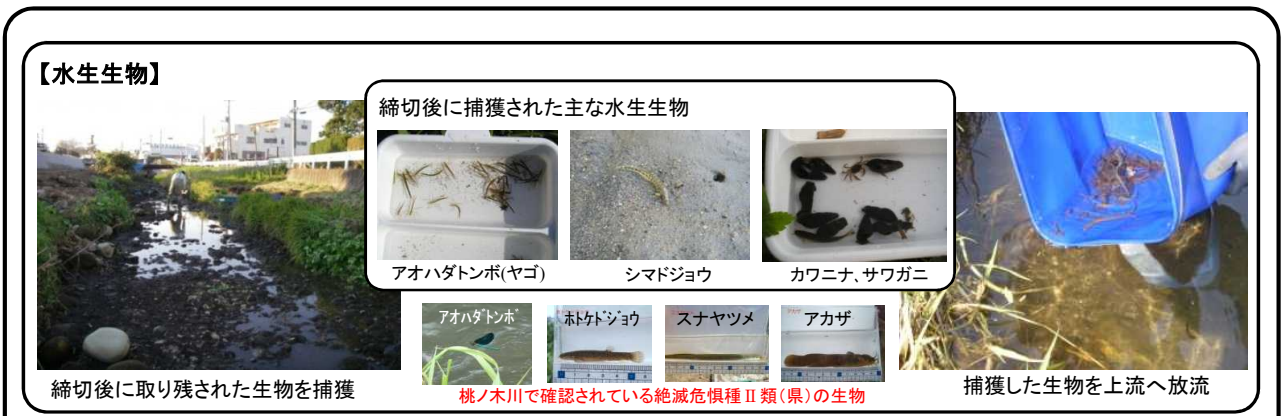 【水生生物】
締切後に捕獲された主な水生生物
アオハダトンボ(ヤゴ)
シマドジョウ
カワニナ、サワガニ
アオハダトンボ
ホトケドジョウ
スナヤツメ
アカザ
桃ノ木川で確認されている絶滅危惧種Ⅱ類(県)の生物
締切後に取り残された生物を捕獲
捕獲した生物を上流へ放流